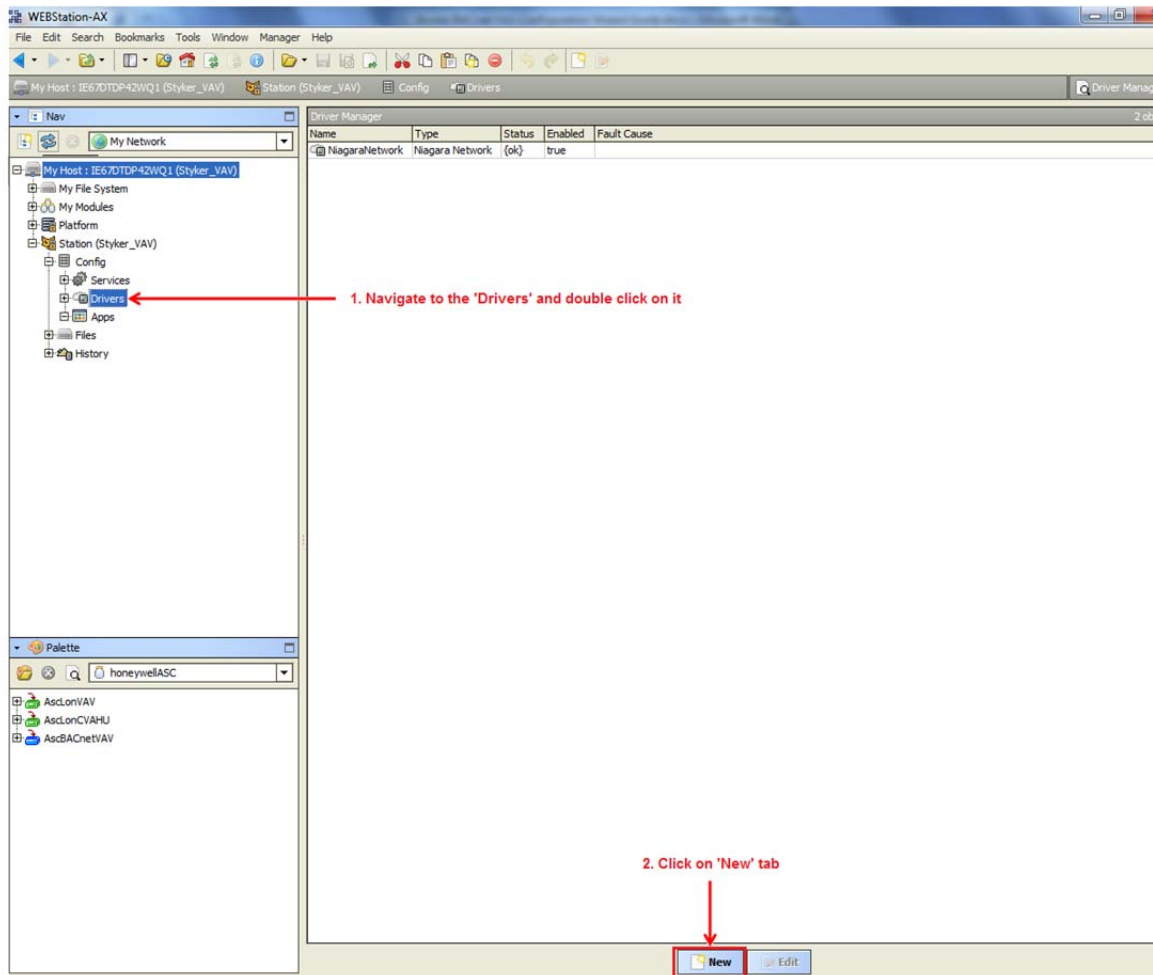 WEBStation-AX
File Edit Search Bookmarks Tools Window Manager Help
My Host : IE67DTDP42WQ1 (Styker_VAV) Station (Styker_VAV) Config Drivers Driver Manag
Nav
My Network
My Host : IE67DTDP42WQ1 (Styker_VAV)
My File System
My Modules
Platform
Station (Styker_VAV)
Config
Services
Drivers
Apps
Files
History
Driver Manager 2 ob
Name Type Status Enabled Fault Cause
NiagaraNetwork Niagara Network {ok} true
1. Navigate to the 'Drivers' and double click on it
Palette
honeywellASC
AscLonVAV
AscLonCVAHU
AscBACnetVAV
2. Click on 'New' tab
New Edit